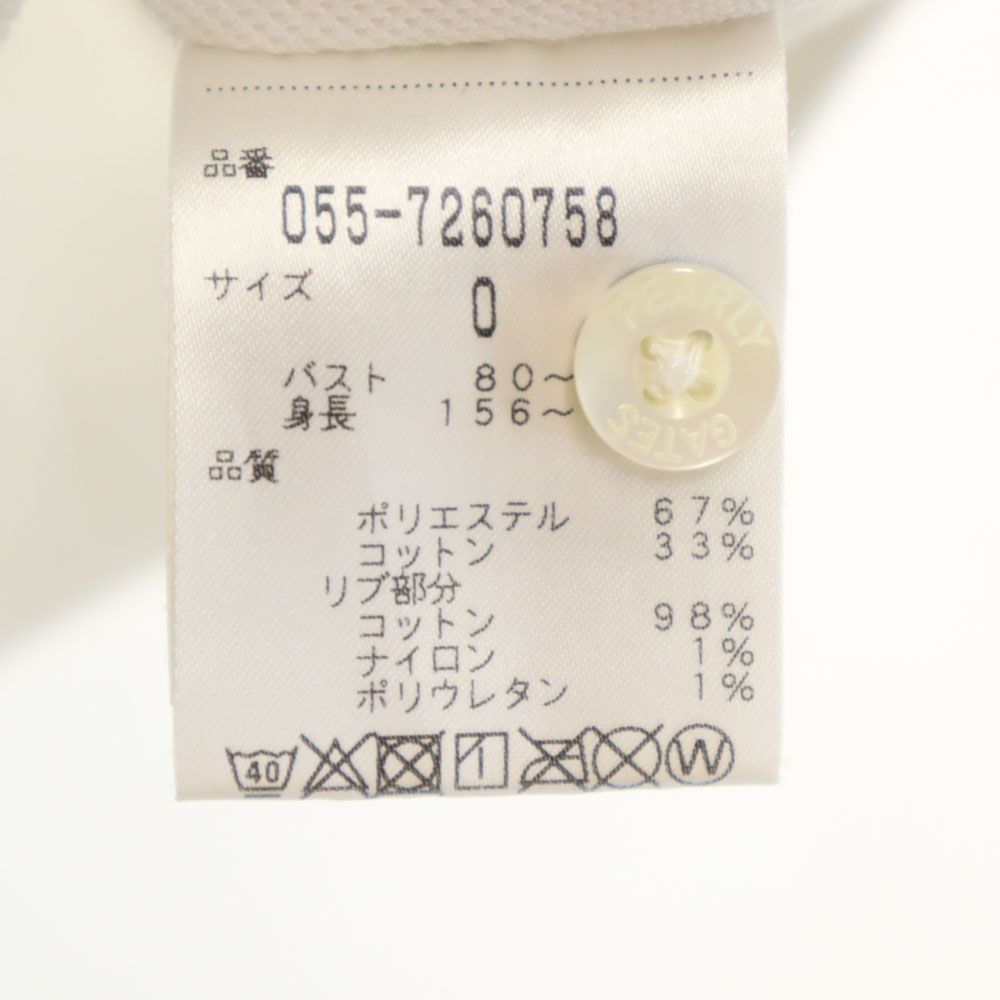 品番
055-7260758
サイズ 0
PEARLY
GATES
バスト 80~
身長 156~
品質
ポリエステル 67%
コットン 33%
リブ部分
コットン 98%
ナイロン 1%
ポリウレタン 1%
40 W